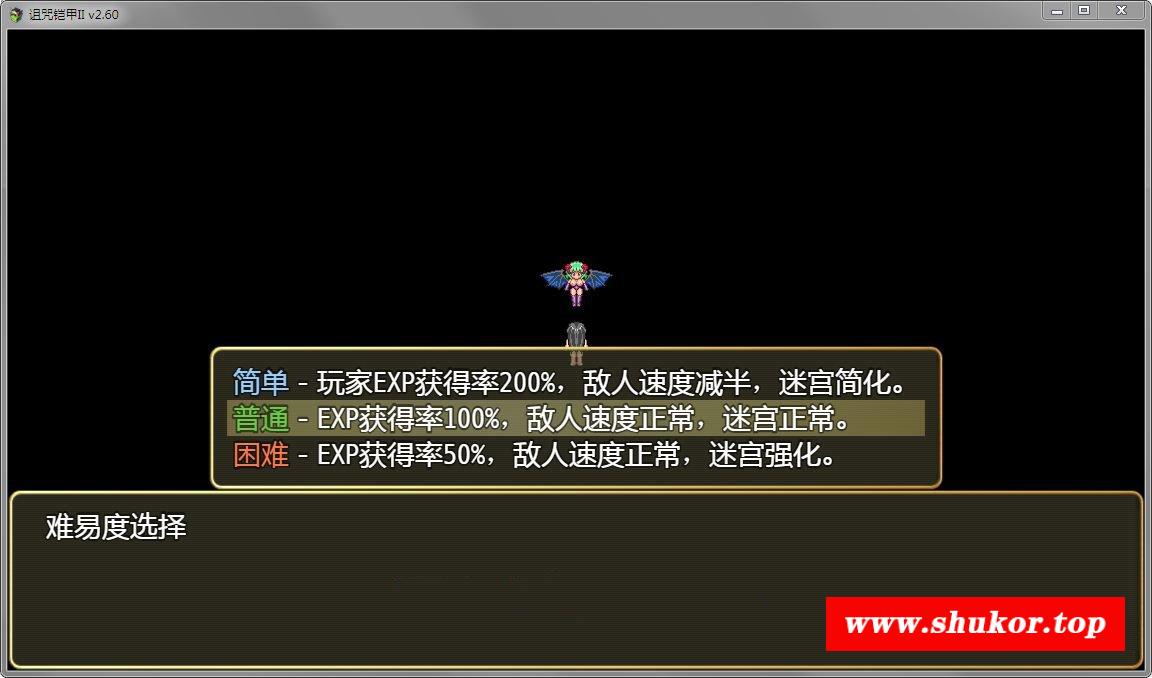 诅咒铠甲II v2.60
简单 - 玩家EXP获得率200%，敌人速度减半，迷宫简化。
普通 - EXP获得率100%，敌人速度正常，迷宫正常。
困难 - EXP获得率50%，敌人速度正常，迷宫强化。
难易度选择
www.shukor.top